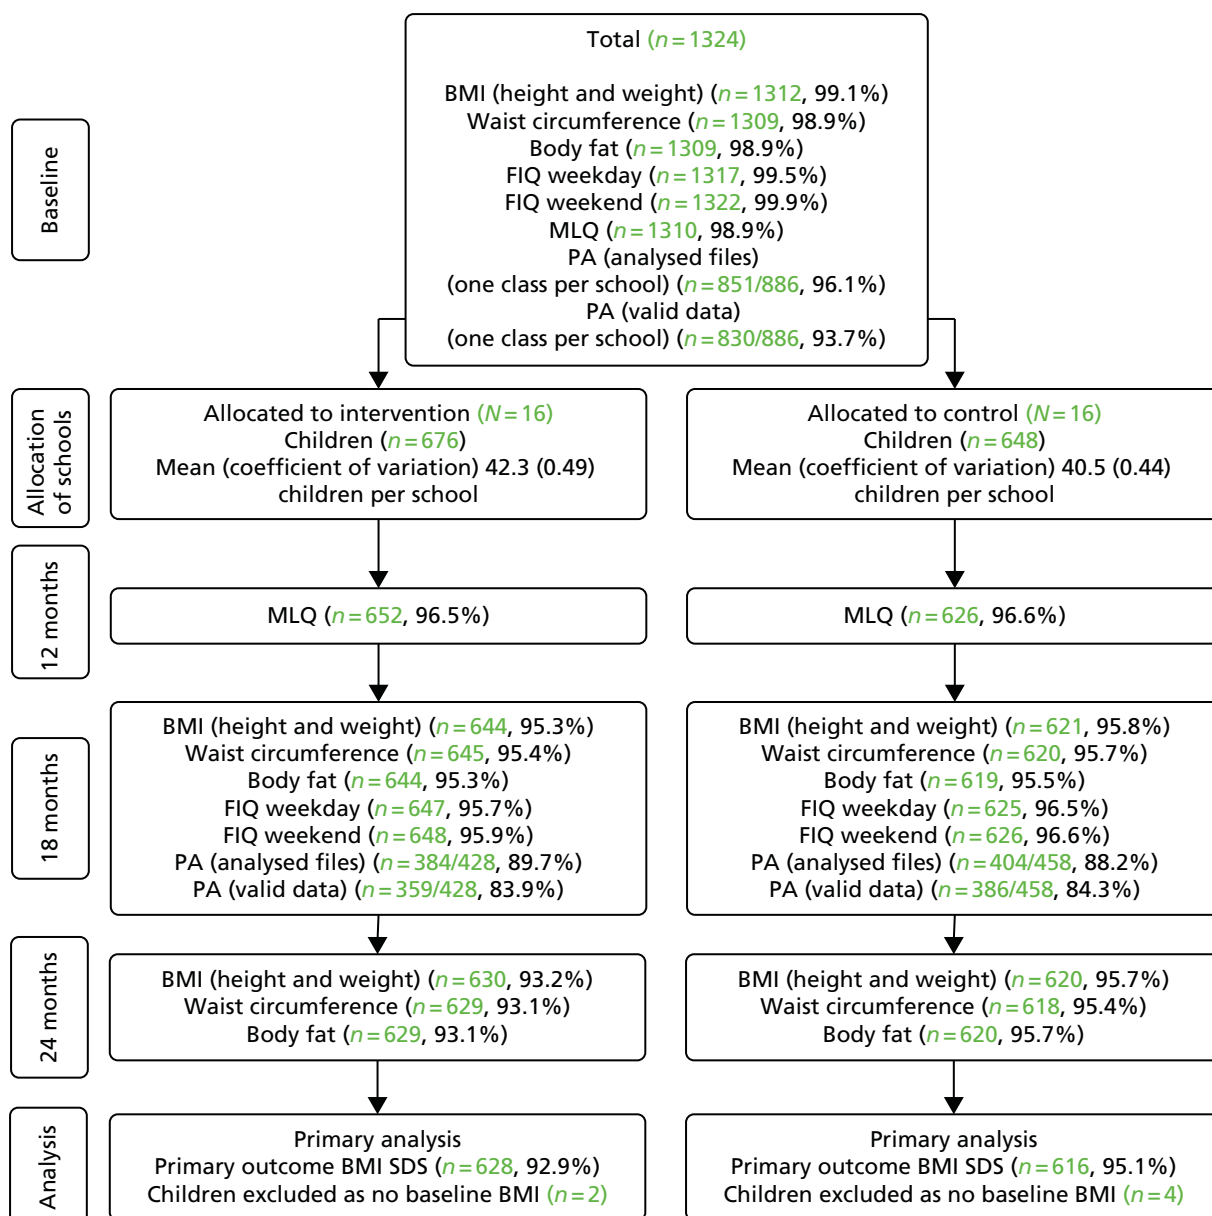 Total (n=1324)
BMI (height and weight) (n=1312, 99.1%)
Waist circumference (n=1309, 98.9%)
Body fat (n=1309, 98.9%)
FIQ weekday (n=1317, 99.5%)
FIQ weekend (n=1322, 99.9%)
MLQ (n=1310, 98.9%)
PA (analysed files)
(one class per school) (n=851/886, 96.1%)
PA (valid data)
(one class per school) (n=830/886, 93.7%)
Baseline
Allocation
of schools
Allocated to intervention (N=16)
Children (n=676)
Mean (coefficient of variation) 42.3 (0.49)
children per school
Allocated to control (N=16)
Children (n=648)
Mean (coefficient of variation) 40.5 (0.44)
children per school
12 months
MLQ (n=652, 96.5%)
MLQ (n=626, 96.6%)
18 months
BMI (height and weight) (n=644, 95.3%)
Waist circumference (n=645, 95.4%)
Body fat (n=644, 95.3%)
FIQ weekday (n=647, 95.7%)
FIQ weekend (n=648, 95.9%)
PA (analysed files) (n=384/428, 89.7%)
PA (valid data) (n=359/428, 83.9%)
BMI (height and weight) (n=621, 95.8%)
Waist circumference (n=620, 95.7%)
Body fat (n=619, 95.5%)
FIQ weekday (n=625, 96.5%)
FIQ weekend (n=626, 96.6%)
PA (analysed files) (n=404/458, 88.2%)
PA (valid data) (n=386/458, 84.3%)
24 months
BMI (height and weight) (n=630, 93.2%)
Waist circumference (n=629, 93.1%)
Body fat (n=629, 93.1%)
BMI (height and weight) (n=620, 95.7%)
Waist circumference (n=618, 95.4%)
Body fat (n=620, 95.7%)
Analysis
Primary analysis
Primary outcome BMI SDS (n=628, 92.9%)
Children excluded as no baseline BMI (n=2)
Primary analysis
Primary outcome BMI SDS (n=616, 95.1%)
Children excluded as no baseline BMI (n=4)